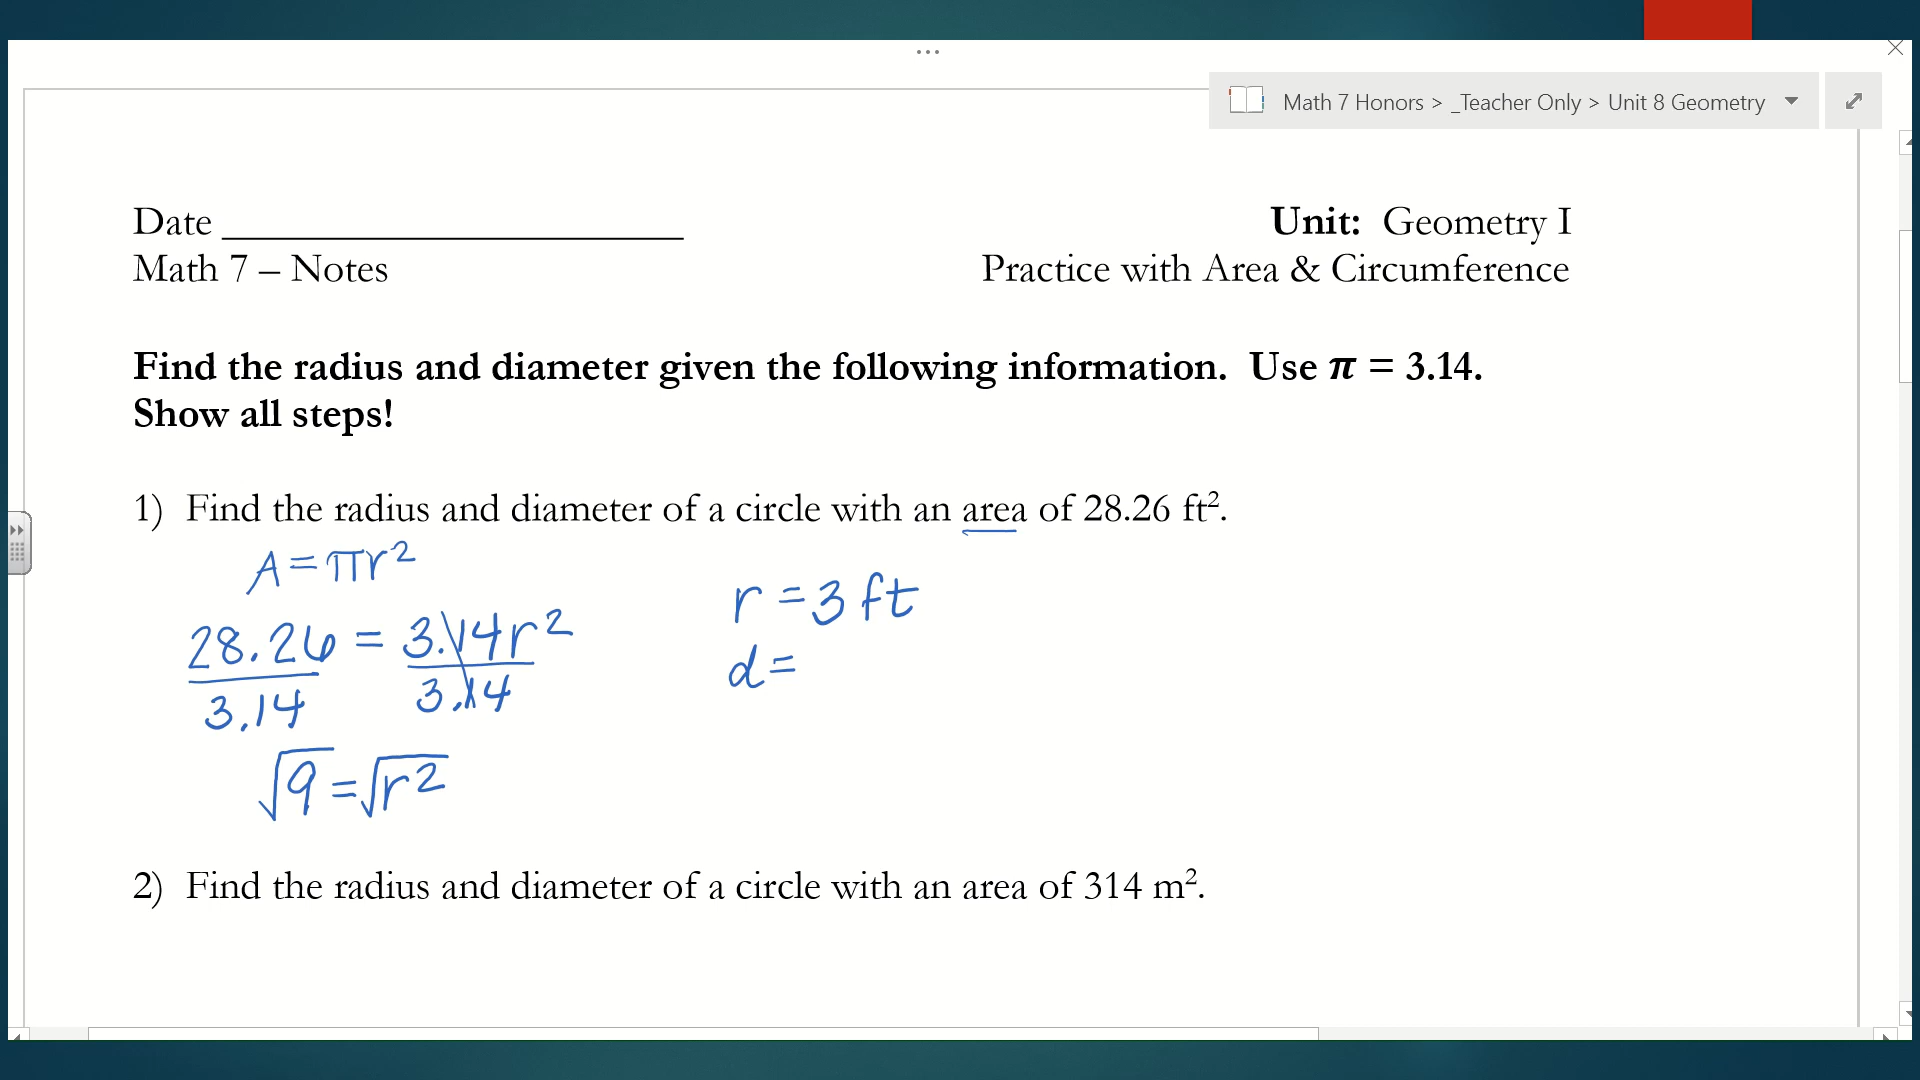 Math 7 Honors > _Teacher Only > Unit 8 Geometry
Date ______________________
Unit: Geometry I
Math 7 – Notes
Practice with Area & Circumference
Find the radius and diameter given the following information. Use π = 3.14.
Show all steps!
1) Find the radius and diameter of a circle with an area of 28.26 ft².
A = πr²
28.26 = 3.14r²
3.14 3.14
√9 = √r²
r = 3 ft
d =
2) Find the radius and diameter of a circle with an area of 314 m².